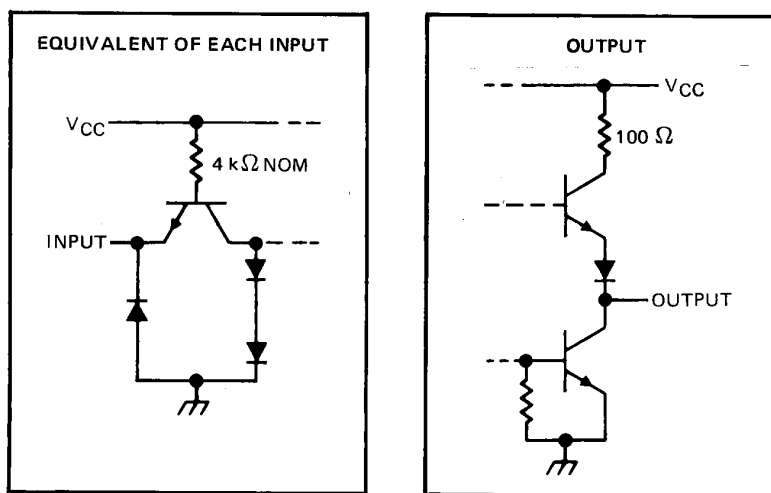 EQUIVALENT OF EACH INPUT
VCC
4 kΩ NOM
INPUT
OUTPUT
VCC
100 Ω
OUTPUT